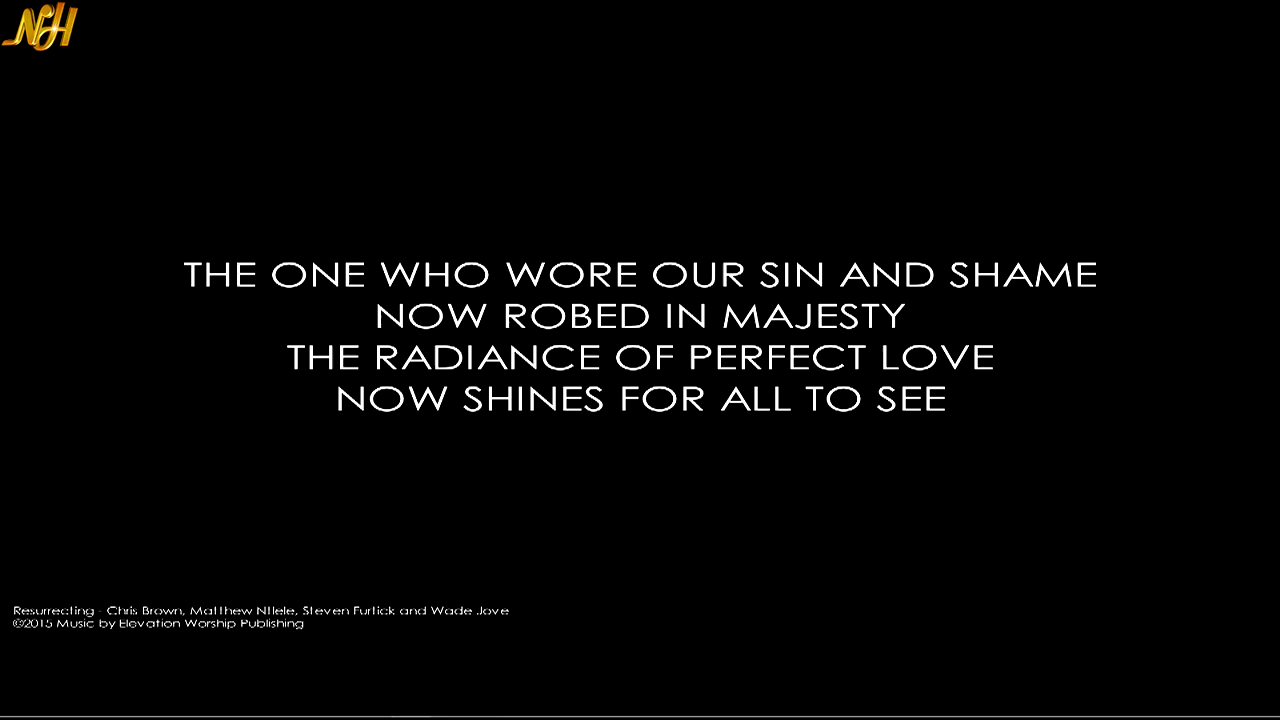 NH
THE ONE WHO WORE OUR SIN AND SHAME
NOW ROBED IN MAJESTY
THE RADIANCE OF PERFECT LOVE
NOW SHINES FOR ALL TO SEE
Resurrecting - Chris Brown, Matthew Ntlele, Steven Furtick and Wade Jove
©2015 Music by Elevation Worship Publishing